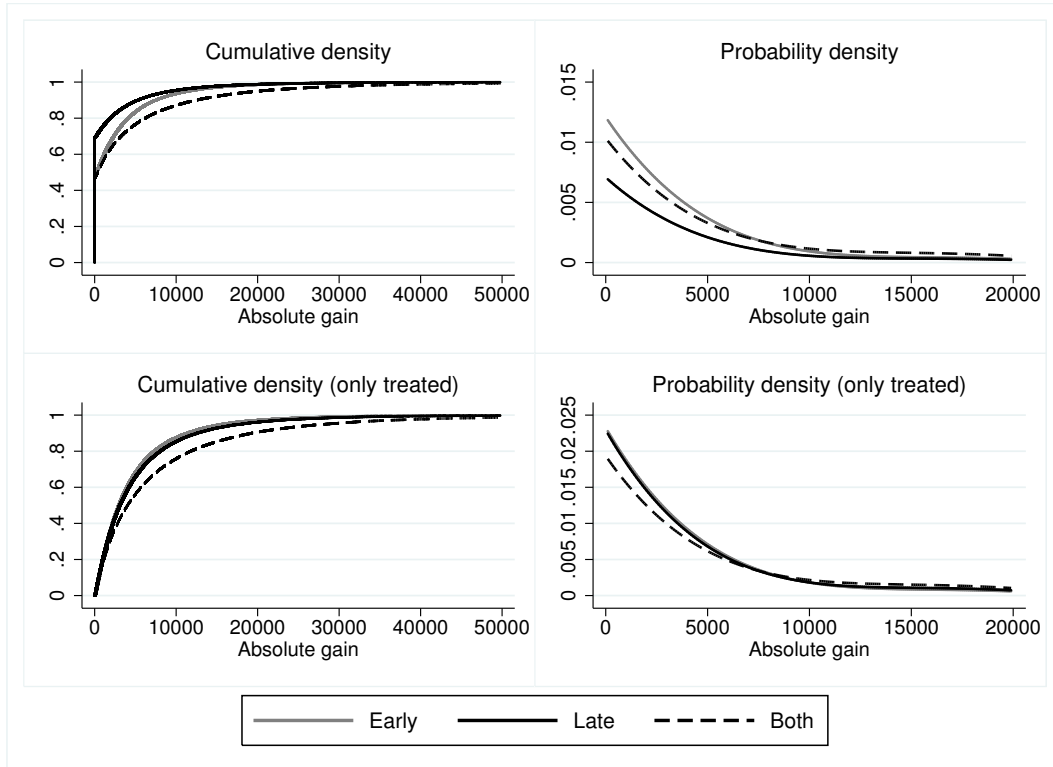 Cumulative density
0 .2 .4 .6 .8 1
0 10000 20000 30000 40000 50000
Absolute gain
Probability density
0 .005 .01 .015
0 5000 10000 15000 20000
Absolute gain
Cumulative density (only treated)
0 .2 .4 .6 .8 1
0 10000 20000 30000 40000 50000
Absolute gain
Probability density (only treated)
0 .005 .01 .015 .02 .025
0 5000 10000 15000 20000
Absolute gain
Early Late Both